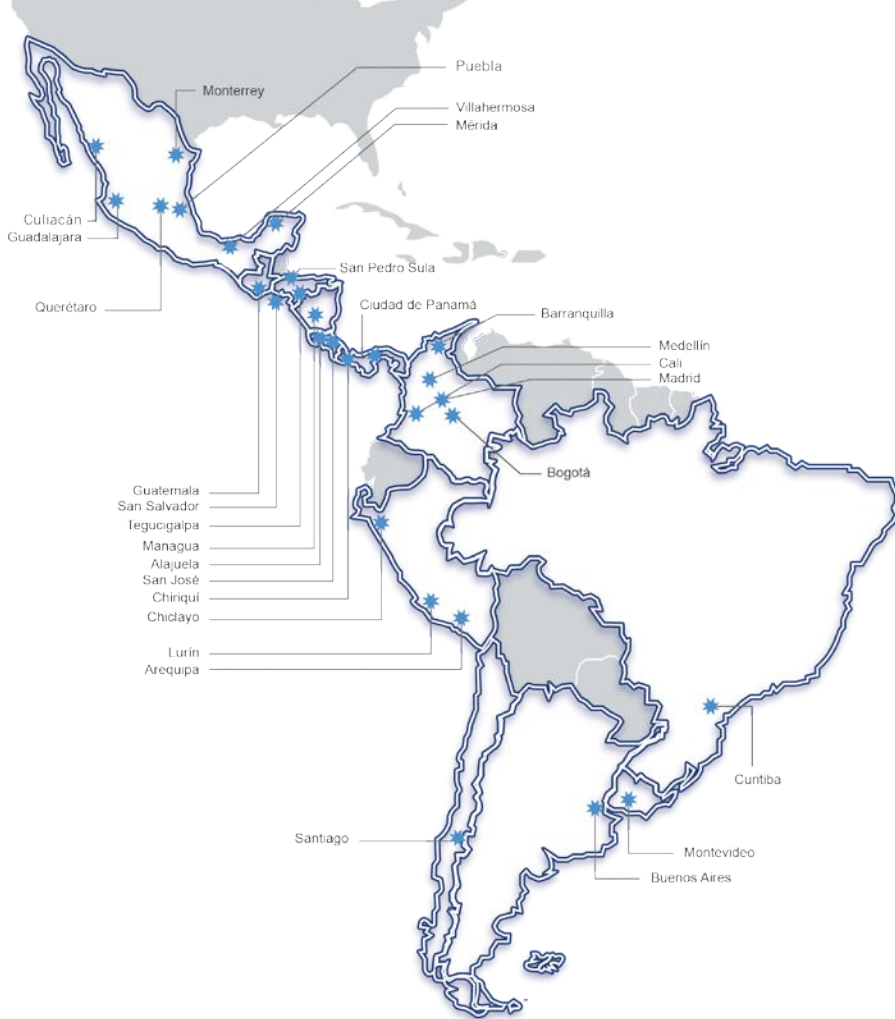 Puebla
Monterrey
Villahermosa
Mérida
Culiacán
Guadalajara
San Pedro Sula
Querétaro
Ciudad de Panamá
Barranquilla
Medellín
Cali
Madrid
Bogotá
Guatemala
San Salvador
Tegucigalpa
Managua
Alajuela
San José
Chiriquí
Chiclayo
Lurín
Arequipa
Curitiba
Santiago
Montevideo
Buenos Aires